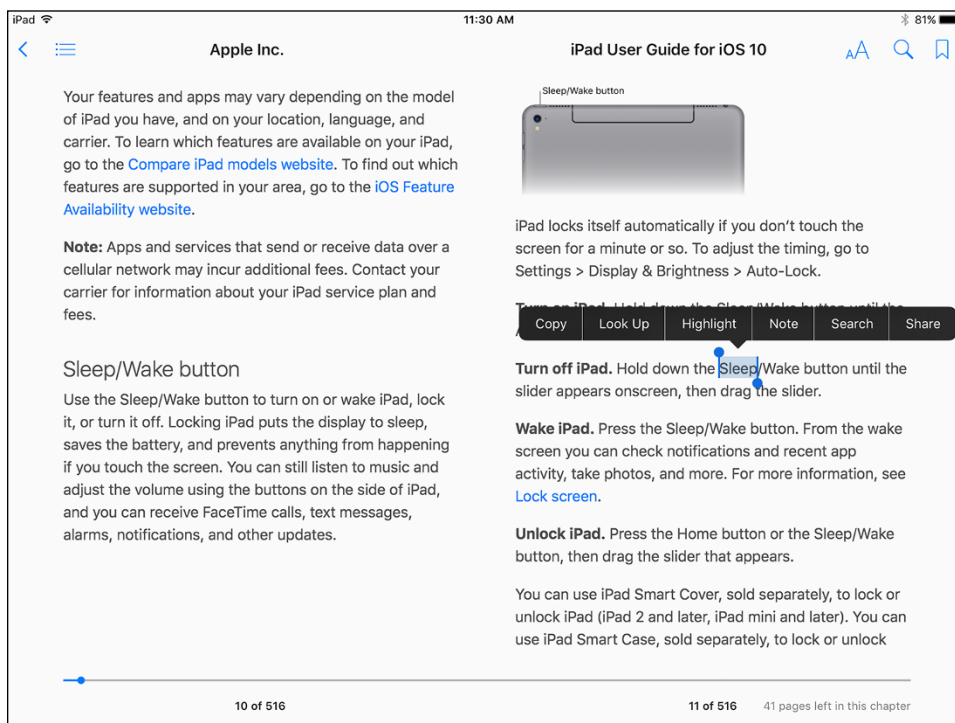 iPad
11:30 AM
81%
Apple Inc.
iPad User Guide for iOS 10
AA
Your features and apps may vary depending on the model
of iPad you have, and on your location, language, and
carrier. To learn which features are available on your iPad,
go to the Compare iPad models website. To find out which
features are supported in your area, go to the iOS Feature
Availability website.
Note: Apps and services that send or receive data over a
cellular network may incur additional fees. Contact your
carrier for information about your iPad service plan and
fees.
Sleep/Wake button
Use the Sleep/Wake button to turn on or wake iPad, lock
it, or turn it off. Locking iPad puts the display to sleep,
saves the battery, and prevents anything from happening
if you touch the screen. You can still listen to music and
adjust the volume using the buttons on the side of iPad,
and you can receive FaceTime calls, text messages,
alarms, notifications, and other updates.
Sleep/Wake button
iPad locks itself automatically if you don’t touch the
screen for a minute or so. To adjust the timing, go to
Settings > Display & Brightness > Auto-Lock.
Turn on iPad. Hold down the Sleep/Wake button until the
Copy Look Up Highlight Note Search Share
Turn off iPad. Hold down the Sleep/Wake button until the
slider appears onscreen, then drag the slider.
Wake iPad. Press the Sleep/Wake button. From the wake
screen you can check notifications and recent app
activity, take photos, and more. For more information, see
Lock screen.
Unlock iPad. Press the Home button or the Sleep/Wake
button, then drag the slider that appears.
You can use iPad Smart Cover, sold separately, to lock or
unlock iPad (iPad 2 and later, iPad mini and later). You can
use iPad Smart Case, sold separately, to lock or unlock
10 of 516
11 of 516
41 pages left in this chapter